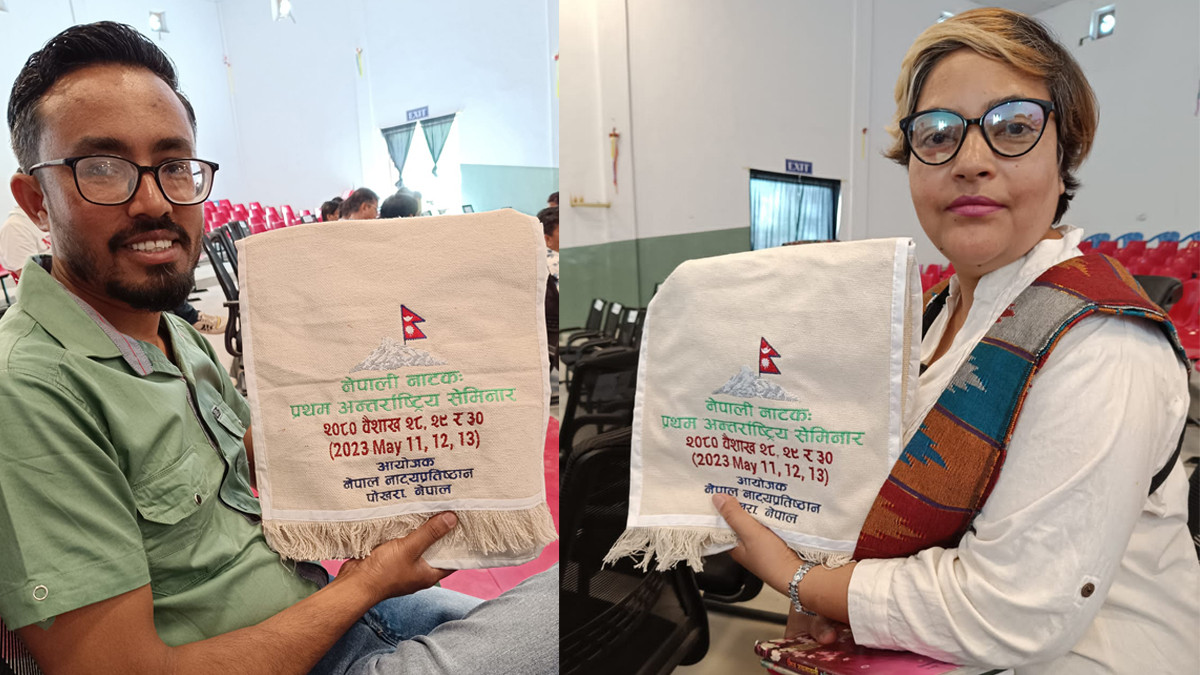 EXIT
नेपाली नाटकः
प्रथम अन्तर्राष्ट्रिय सेमिनार
२०८० वैशाख २८, २९ र ३०
(2023 May 11, 12, 13)
आयोजक
नेपाल नाट्यप्रतिष्ठान
पोखरा, नेपाल
EXIT
नेपाली नाटकः
प्रथम अन्तर्राष्ट्रिय सेमिनार
२०८० वैशाख २८, २९ र ३०
(2023 May 11, 12, 13)
आयोजक
नेपाल नाट्यप्रतिष्ठान
नेपाल